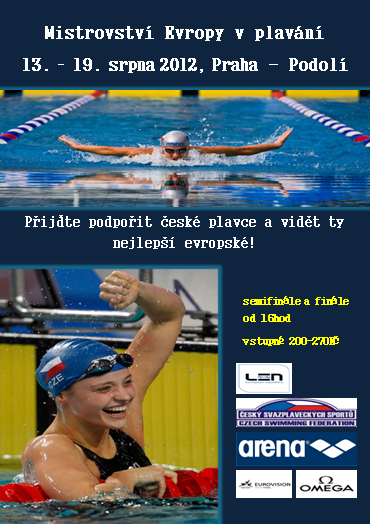 Mistrovství Evropy v plavání
13. - 19. srpna 2012, Praha – Podolí
Přijďte podpořit české plavce a vidět ty
nejlepší evropské!
CZE
semifinále a finále
od 16hod
vstupné 200-270Kč
LEN
ČESKÝ SVAZ PLAVECKÝCH SPORTŮ
CZECH SWIMMING FEDERATION
arena
EUROVISION
Ω
OMEGA